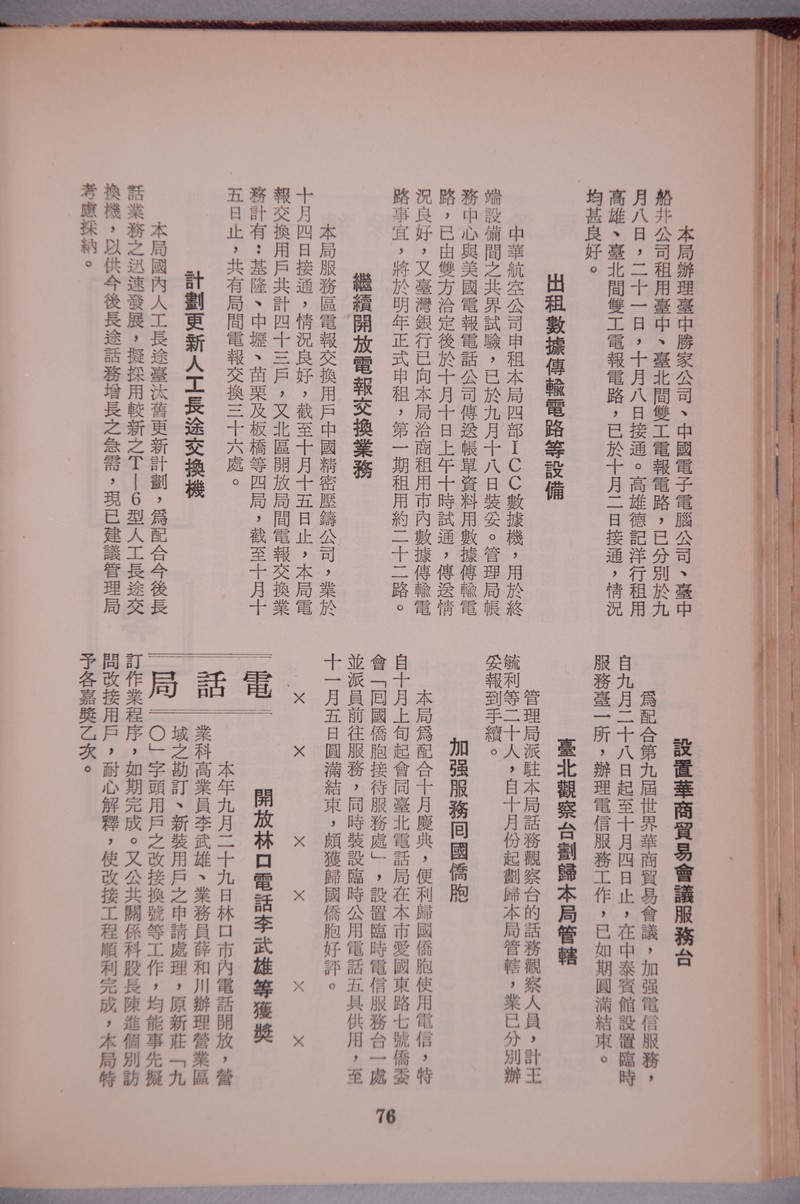 本局辦理臺中勝家公司、中國電子電腦公司、臺中
船井公司租用臺中、臺北間雙工電報電路，已分別於九
月八日，二十一日，十月八日接通。高雄德記洋行租用
高雄、臺北間雙工電報電路，已於十月二日接通，情況
均甚良好。
出租數據傳輸電路等設備
中華航空公司申租本局四部ＩＣＣ數據機，用於終
端設備間之共界試驗，已於九月十八日裝妥。管理局帳
務中心與美國電報電話公司傳送帳單資料用數據傳輸電
路，已由雙方洽定後於十月十日上午十時試通，傳送情
況良好，又臺灣銀行已向本局洽商租用市內數據傳輸電
路事宜，將於明年正式申租，第一期租用約二十二路。
繼續開放電報交換業務
本局服務區電報交換用戶中國精密壓鑄公司，業於
十月四日接通，情況良好，截至十月十五日止，本局電
報交換用戶共計四十三戶，又北區開放局間電報交換業
務計有：基隆、中壢、苗栗及板橋等四局，截至十月十
五日止，共有局間電報交換三十六處。
計劃更新人工長途交換機
本局國內人工長途臺汰舊更新計劃，爲配合今後長
話業務之迅速發展，擬採用較新之Ｔ—６型人工長途交
換機，以供今後長途話務增長之急需，現已建議管理局
考慮採納。
設置華商貿易會議服務台
爲配合第九屆世界華商貿易會議，加强電信服務，
自九月二十八日起至十月四日止，在中泰賓館設置臨時
服務臺一所，辦理電信服務工作，已如期圓滿結束。
臺北觀察台劃歸本局管轄
管理局派駐本局話務觀察台的話務觀察人員，計王
毓利等二十人，自十月份起劃歸本局管轄，業已分別辦
妥報到手續。
加强服務囘國僑胞
本局爲配合十月慶典，便利歸國僑胞使用電信，特
自十月上旬起會同臺北電話局在本市愛國東路七號僑委
會「囘國僑胞接待服務處」，設置臨時電信服務台一處
並派員前往服務，同時裝設臨時公用電話五具供用，至
十一月五日圓滿結束，頗獲歸國僑胞好評。
×　×　×　×　×　×
電話局
開放林口電話李武雄等獲獎
本年九月二十九日林口市內電話開放，營
業科高業員李武雄、業務員薛和川辦理營業區
域之勘訂、新裝用戶之申請處理，原新莊「九
〇」字頭用戶之改接換號等工作，均能事先擬
訂作業程序，如期完成。又公共關係科股長陳進個別訪
問改接用戶，耐心解釋，使改接工程順利完成，本局特
予各嘉獎乙次。
76